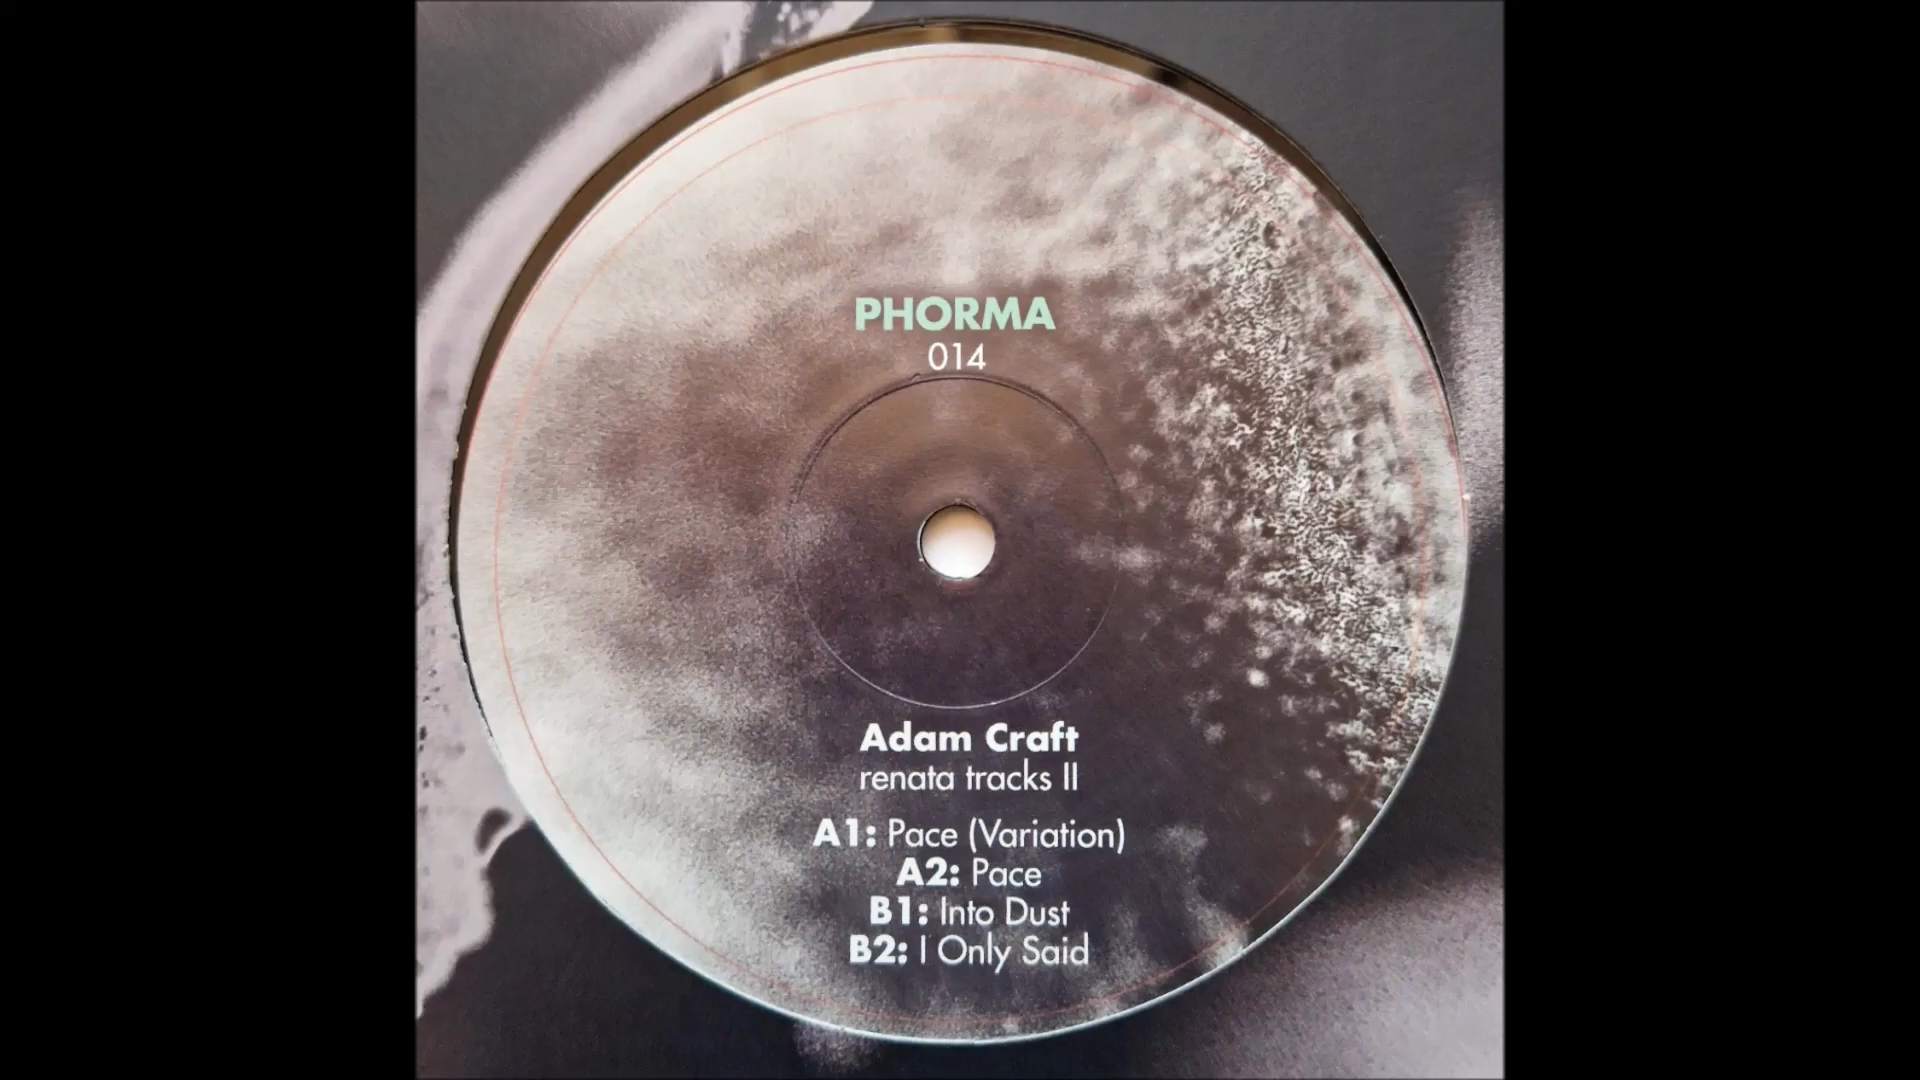 PHORMA
014
Adam Craft
renata tracks II
A1: Pace (Variation)
A2: Pace
B1: Into Dust
B2: I Only Said